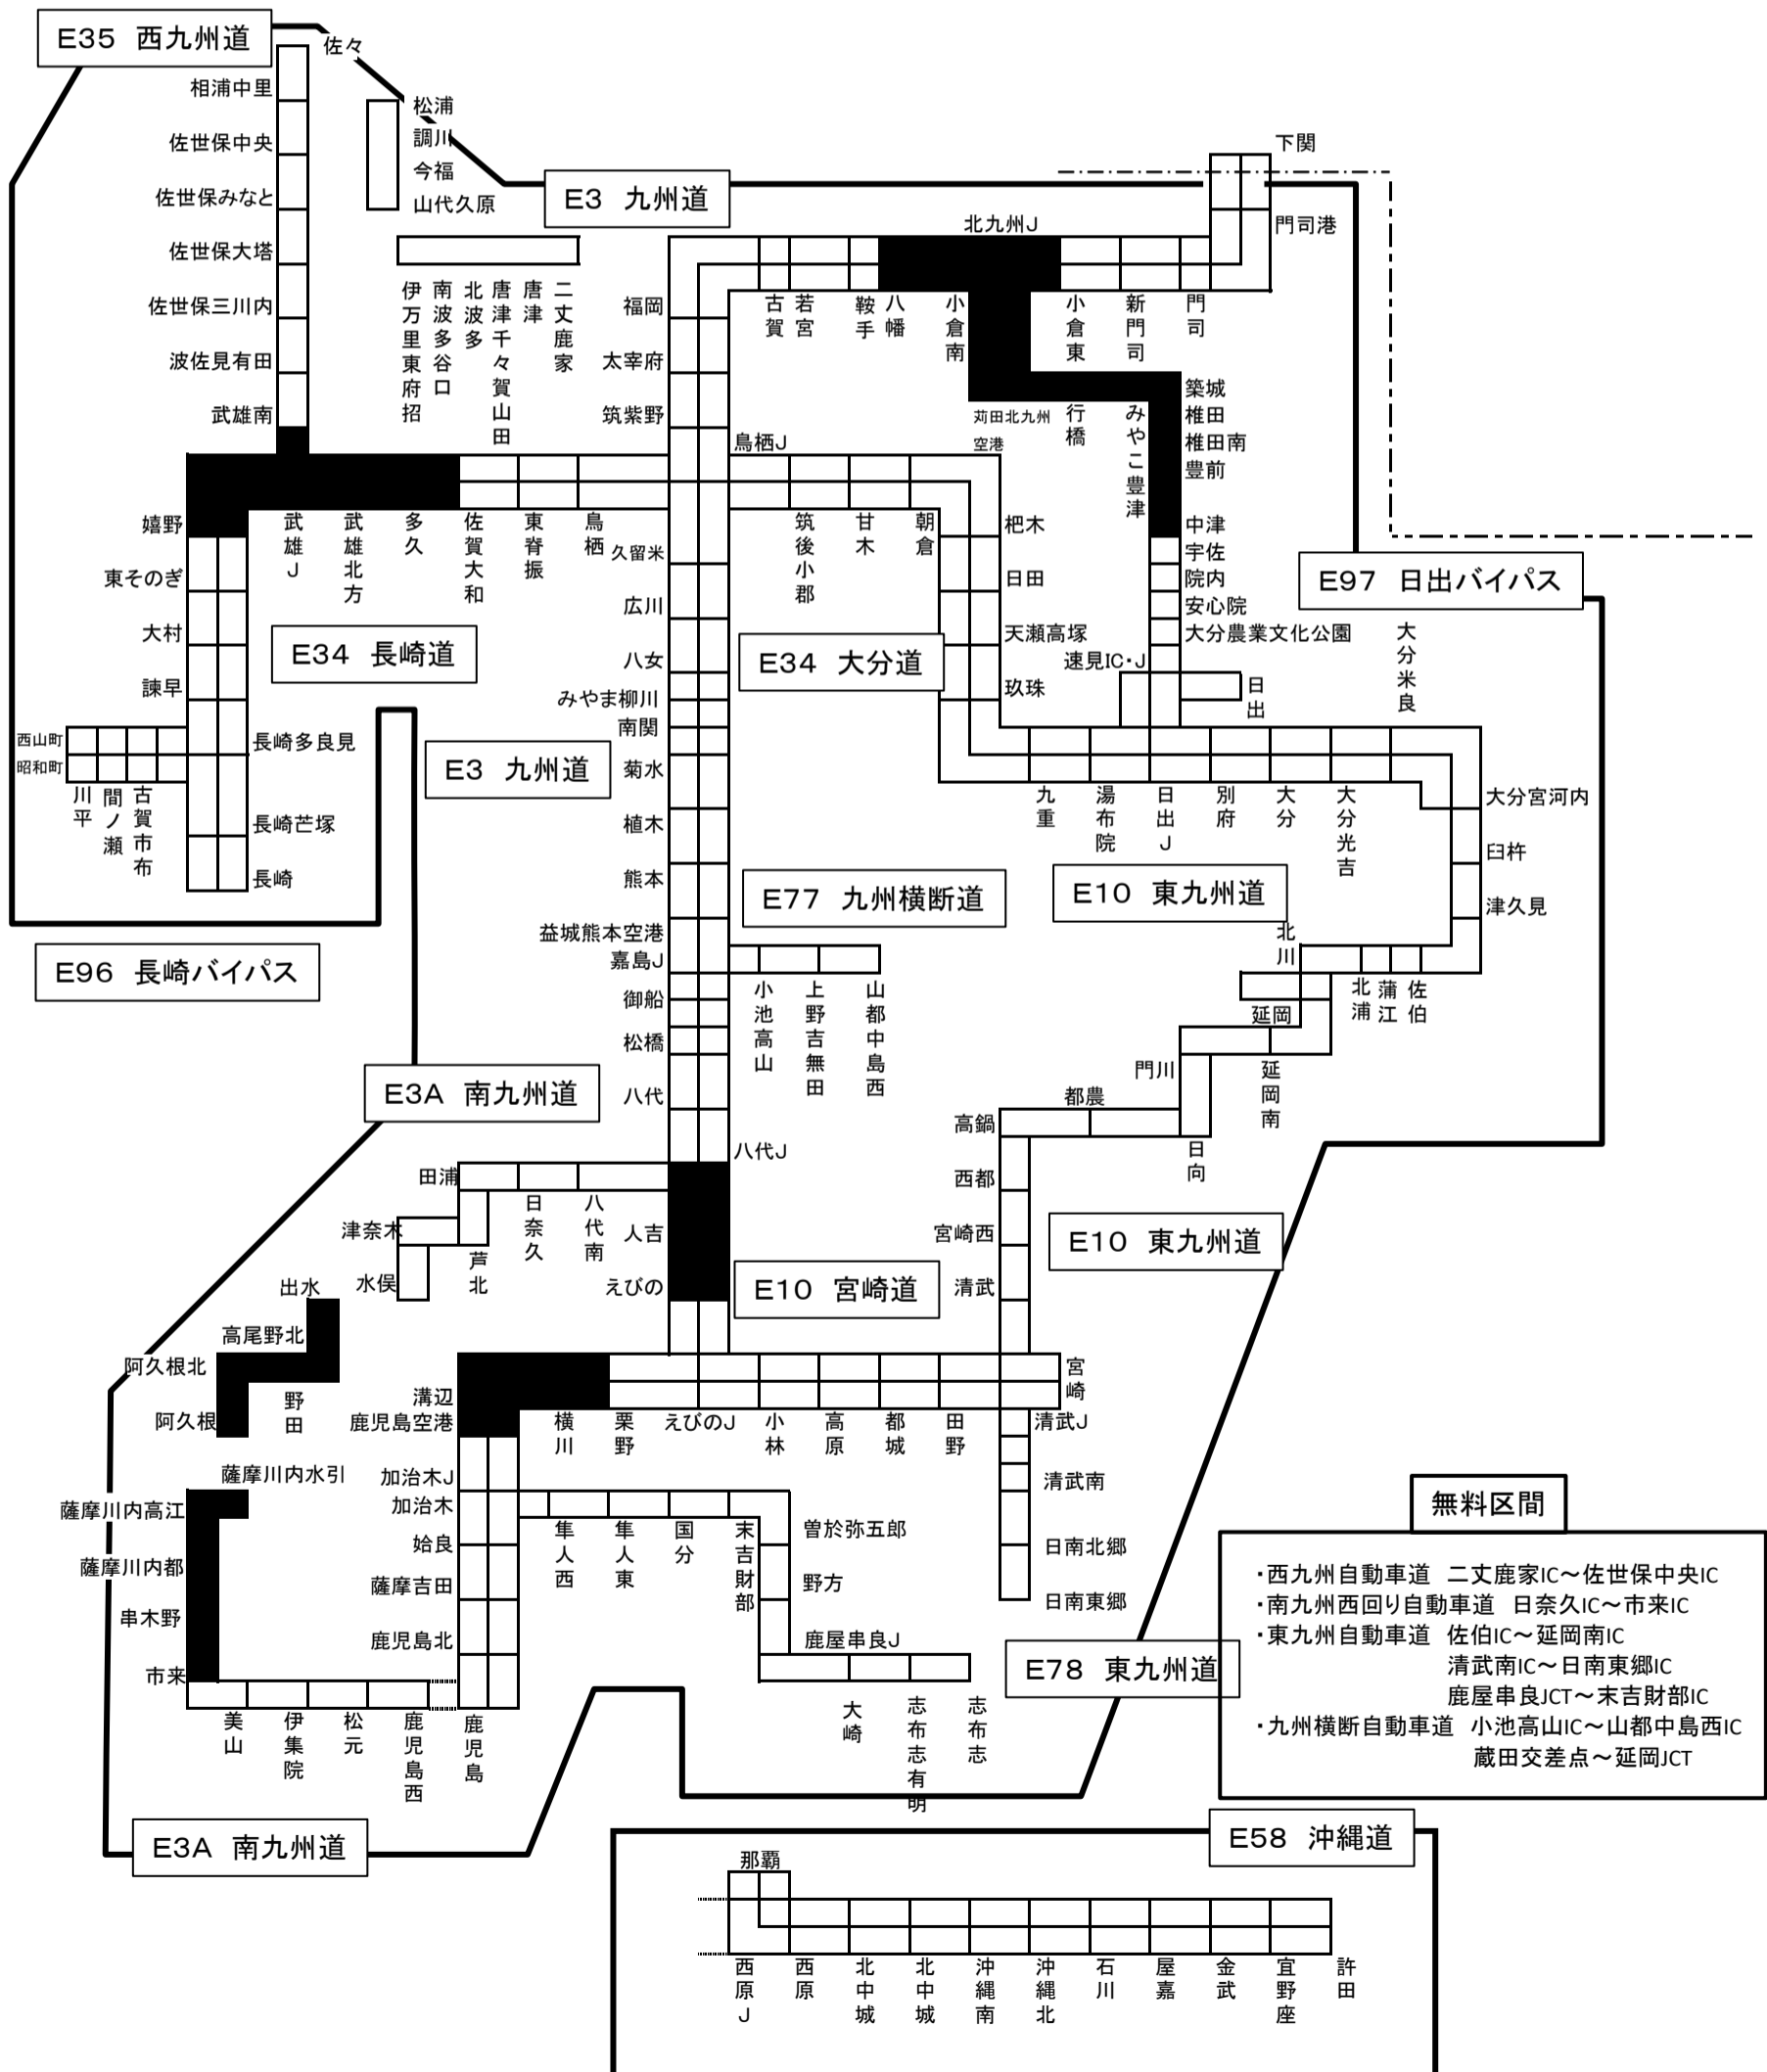 E35 西九州道
佐々
相浦中里
佐世保中央
佐世保みなと
佐世保大塔
佐世保三川内
波佐見有田
武雄南
松浦
調川
今福
山代久原
E3 九州道
伊万里東府招
南波多谷口
北波多
唐津千々賀山田
唐津
二丈鹿家
下関
門司港
北九州J
古賀
若宮
鞍手
八幡
小倉南
小倉東
新門司
門司
福岡
太宰府
筑紫野
鳥栖J
苅田北九州
空港
行橋
みやこ豊津
築城
椎田
椎田南
豊前
中津
宇佐
院内
安心院
大分農業文化公園
速見IC・J
日出
E97 日出バイパス
嬉野
武雄J
武雄北方
多久
佐賀大和
東脊振
鳥栖
久留米
筑後小郡
甘木
朝倉
杷木
日田
天瀬高塚
玖珠
東そのぎ
大村
諫早
E34 長崎道
E34 大分道
広川
八女
みやま柳川
南関
菊水
植木
熊本
益城熊本空港
嘉島J
御船
松橋
八代
八代J
西山町
昭和町
川平
間ノ瀬
古賀市布
長崎多良見
長崎芒塚
長崎
E3 九州道
E96 長崎バイパス
E77 九州横断道
E10 東九州道
大分米良
九重
湯布院
日出J
別府
大分
大分光吉
大分宮河内
臼杵
津久見
北川
北浦
蒲江
佐伯
延岡
延岡南
小池高山
上野吉無田
山都中島西
門川
都農
日向
高鍋
西都
宮崎西
清武
E3A 南九州道
田浦
日奈久
八代南
津奈木
芦北
水俣
人吉
えびの
E10 宮崎道
E10 東九州道
出水
高尾野北
阿久根北
野田
阿久根
溝辺
鹿児島空港
横川
栗野
えびのJ
小林
高原
都城
田野
宮崎
清武J
清武南
日南北郷
日南東郷
薩摩川内水引
薩摩川内高江
薩摩川内都
串木野
市来
加治木J
加治木
姶良
薩摩吉田
鹿児島北
隼人西
隼人東
国分
末吉財部
曽於弥五郎
野方
鹿屋串良J
大崎
志布志有明
志布志
美山
伊集院
松元
鹿児島西
鹿児島
E78 東九州道
無料区間
・西九州自動車道 二丈鹿家IC～佐世保中央IC
・南九州西回り自動車道 日奈久IC～市来IC
・東九州自動車道 佐伯IC～延岡南IC
清武南IC～日南東郷IC
鹿屋串良JCT～末吉財部IC
・九州横断自動車道 小池高山IC～山都中島西IC
蔵田交差点～延岡JCT
E3A 南九州道
E58 沖縄道
那覇
西原J
西原
北中城
北中城
沖縄南
沖縄北
石川
屋嘉
金武
宜野座
許田